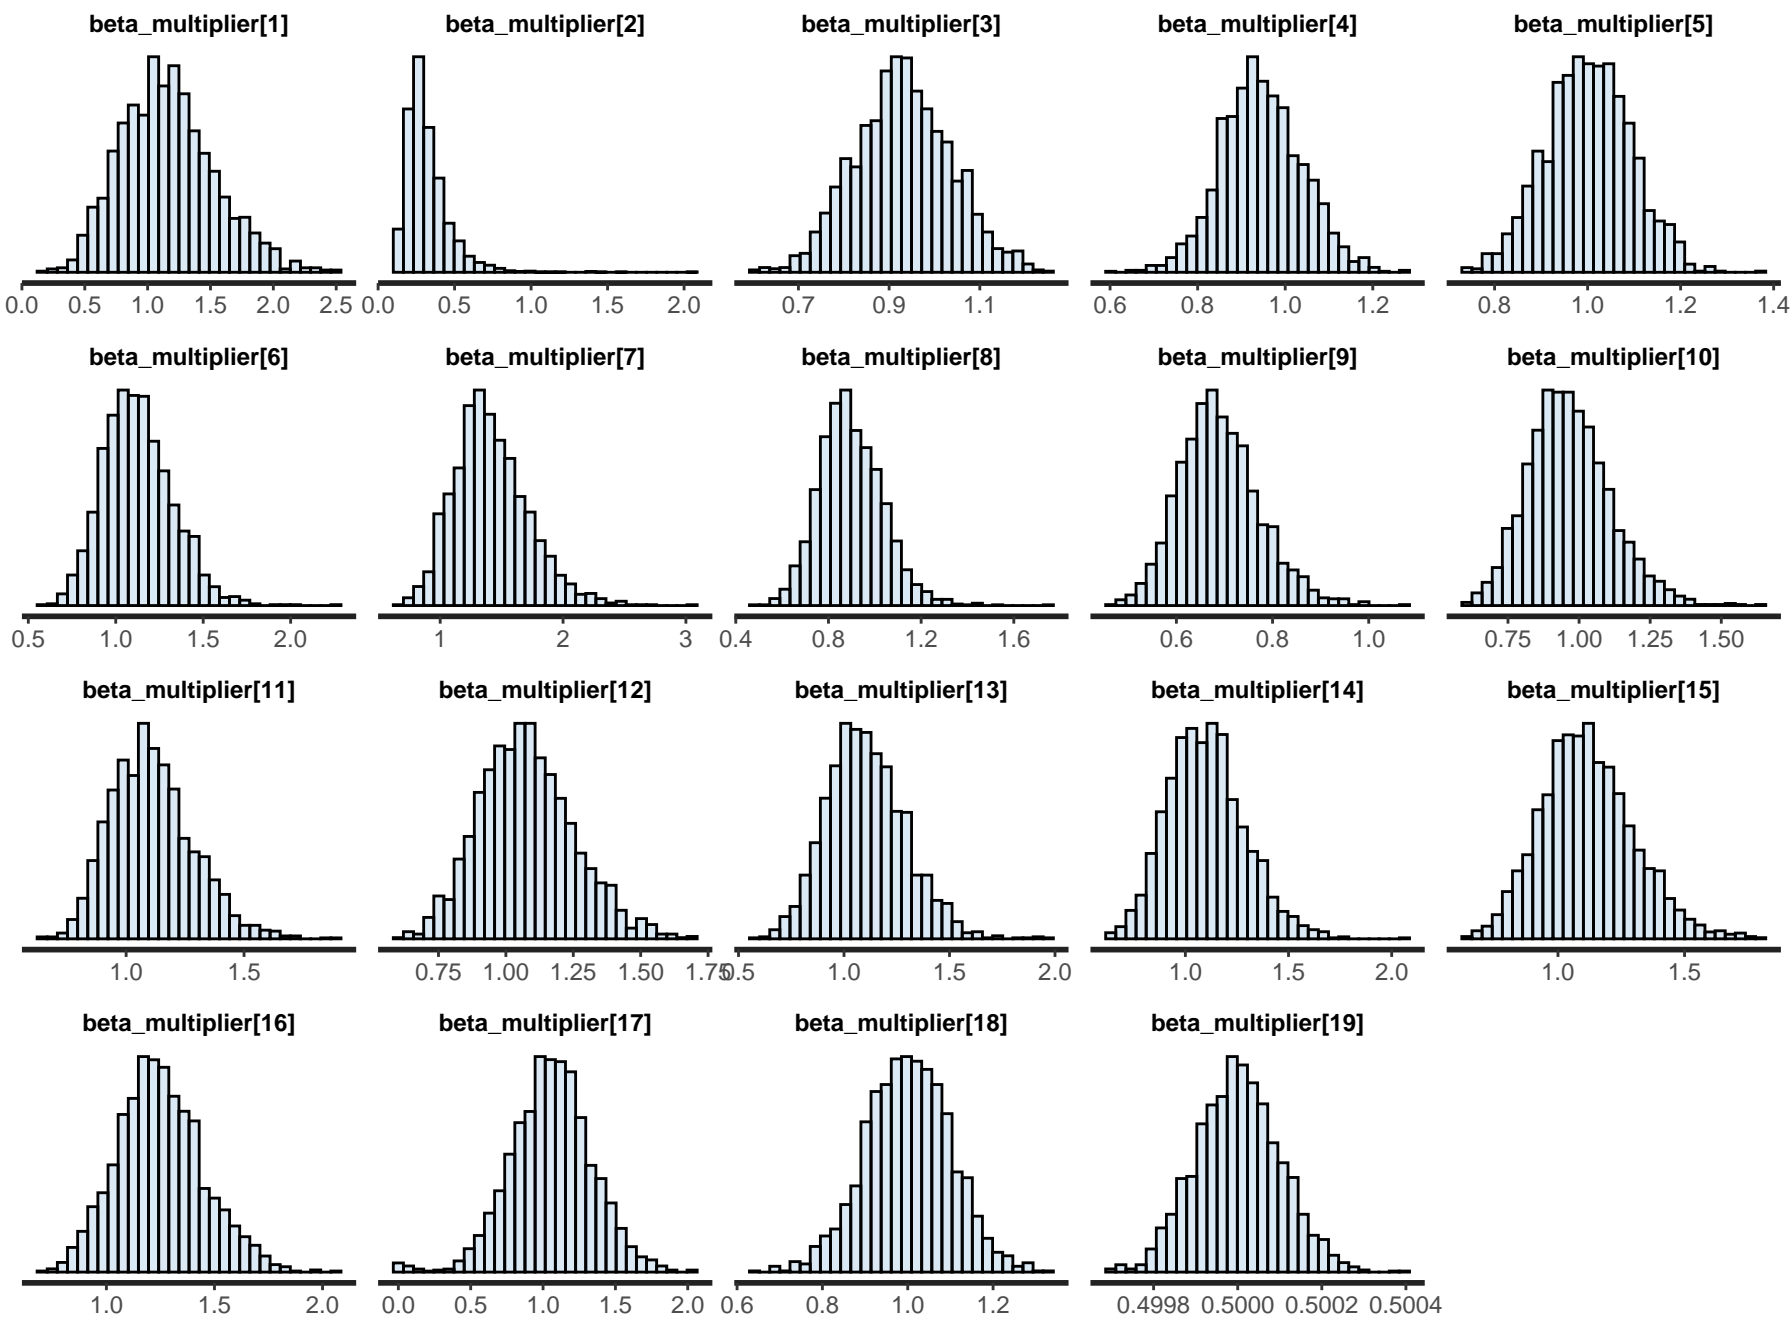 beta_multiplier[1] beta_multiplier[2] beta_multiplier[3] beta_multiplier[4] beta_multiplier[5]
0.0 0.5 1.0 1.5 2.0 2.5 0.0 0.5 1.0 1.5 2.0 0.7 0.9 1.1 0.6 0.8 1.0 1.2 0.8 1.0 1.2 1.4
beta_multiplier[6] beta_multiplier[7] beta_multiplier[8] beta_multiplier[9] beta_multiplier[10]
0.5 1.0 1.5 2.0 1 2 3 0.4 0.8 1.2 1.6 0.6 0.8 1.0 0.75 1.00 1.25 1.50
beta_multiplier[11] beta_multiplier[12] beta_multiplier[13] beta_multiplier[14] beta_multiplier[15]
1.0 1.5 0.75 1.00 1.25 1.50 1.75 0.5 1.0 1.5 2.0 1.0 1.5 2.0 1.0 1.5
beta_multiplier[16] beta_multiplier[17] beta_multiplier[18] beta_multiplier[19]
1.0 1.5 2.0 0.0 0.5 1.0 1.5 2.0 0.6 0.8 1.0 1.2 0.4998 0.5000 0.5002 0.5004